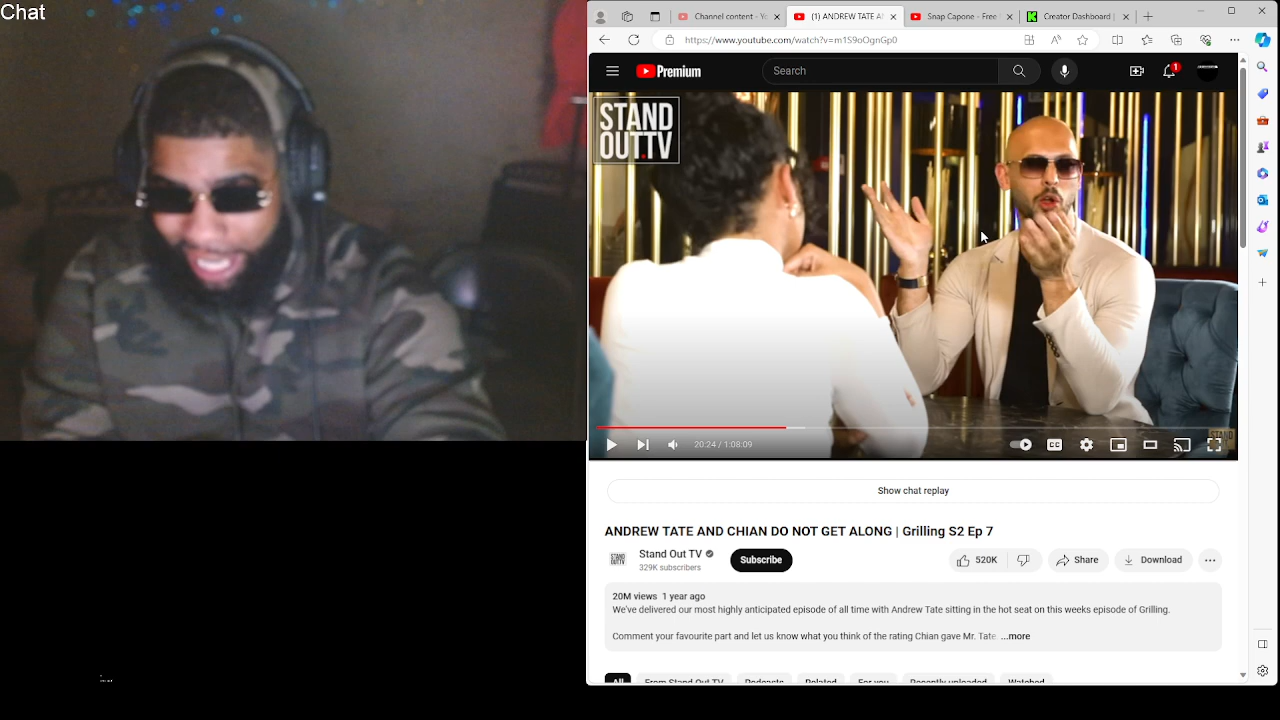 Chat
Channel content - Yo
(1) ANDREW TATE AN
Snap Capone - Free T
Creator Dashboard |
https://www.youtube.com/watch?v=m1S9oOgnGp0
Premium
Search
1
STAND
OUT.TV
20:24 / 1:08:09
CC
Show chat replay
ANDREW TATE AND CHIAN DO NOT GET ALONG | Grilling S2 Ep 7
Stand Out TV
329K subscribers
Subscribe
520K
Share
Download
20M views 1 year ago
We've delivered our most highly anticipated episode of all time with Andrew Tate sitting in the hot seat on this weeks episode of Grilling.
Comment your favourite part and let us know what you think of the rating Chian gave Mr. Tate. ...more
All
From Stand Out TV
Podcasts
Related
For you
Recently uploaded
Watched